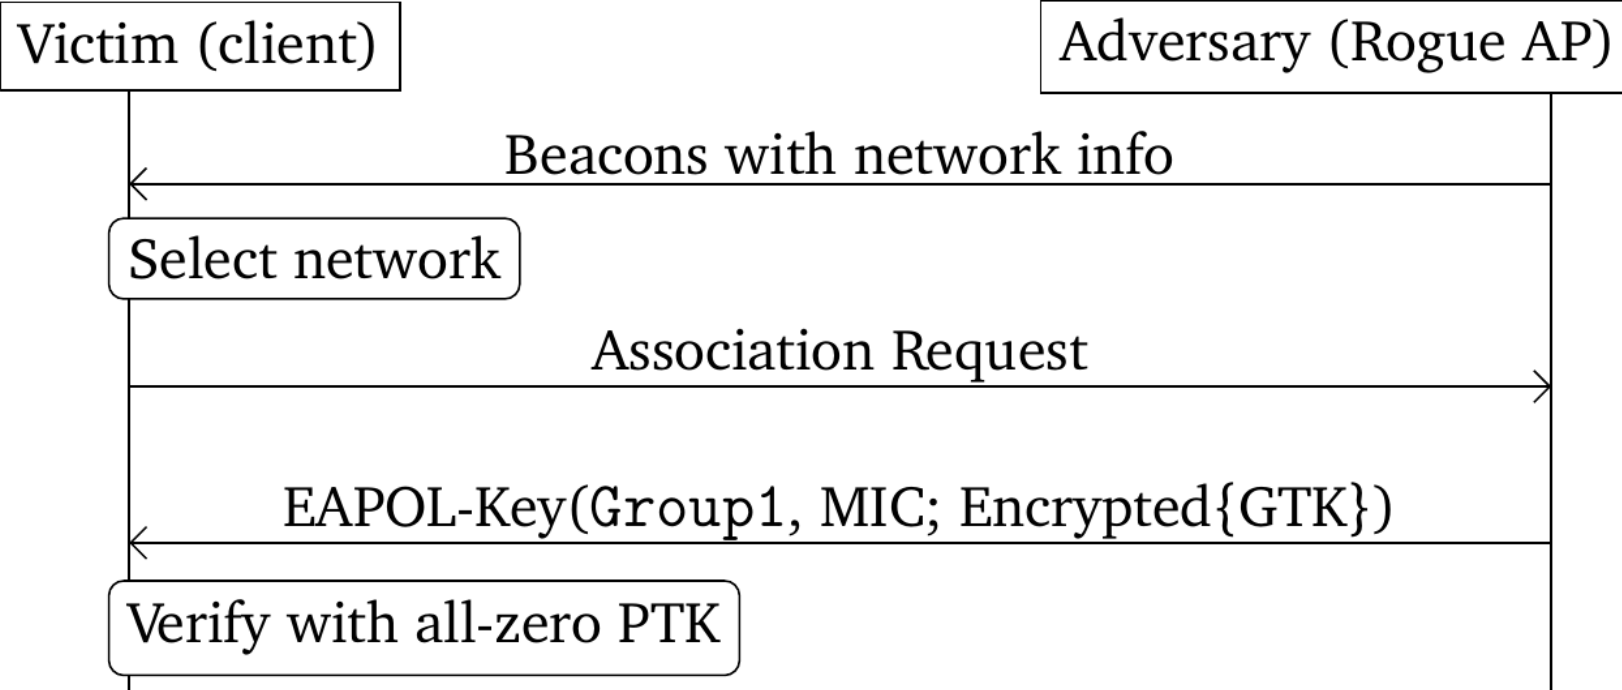 Victim (client)
Adversary (Rogue AP)
Beacons with network info
Select network
Association Request
EAPOL-Key(Group1, MIC; Encrypted{GTK})
Verify with all-zero PTK